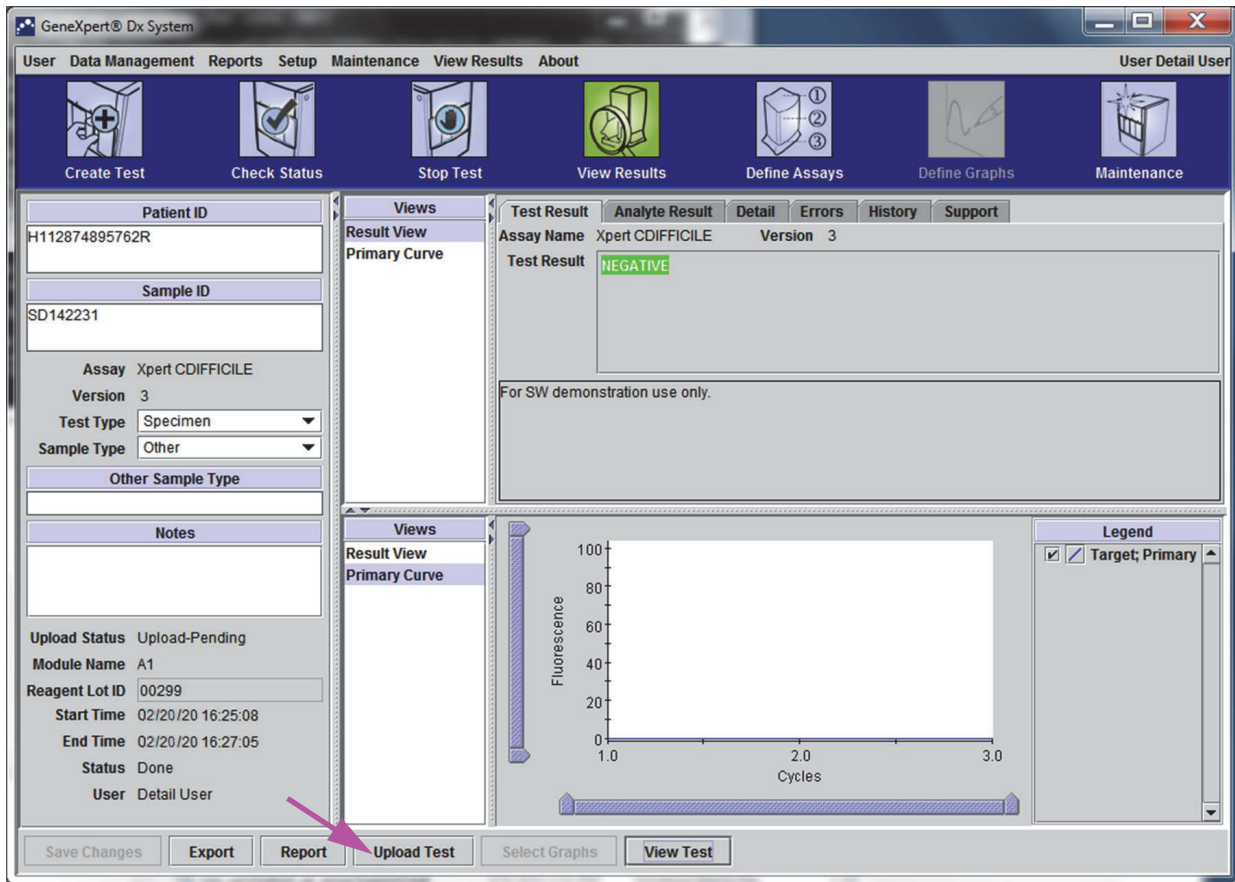 GeneXpert® Dx System
User Data Management Reports Setup Maintenance View Results About User Detail User
Create Test Check Status Stop Test View Results Define Assays Define Graphs Maintenance
① ② ③
Patient ID
H112874895762R
Sample ID
SD142231
Assay Xpert CDIFFICILE
Version 3
Test Type Specimen
Sample Type Other
Other Sample Type
Notes
Upload Status Upload-Pending
Module Name A1
Reagent Lot ID 00299
Start Time 02/20/20 16:25:08
End Time 02/20/20 16:27:05
Status Done
User Detail User
Views
Result View
Primary Curve
Test Result Analyte Result Detail Errors History Support
Assay Name Xpert CDIFFICILE Version 3
Test Result NEGATIVE
For SW demonstration use only.
Views
Result View
Primary Curve
Fluorescence
100
80
60
40
20
0
1.0 2.0 3.0
Cycles
Legend
Target; Primary
Save Changes Export Report Upload Test Select Graphs View Test